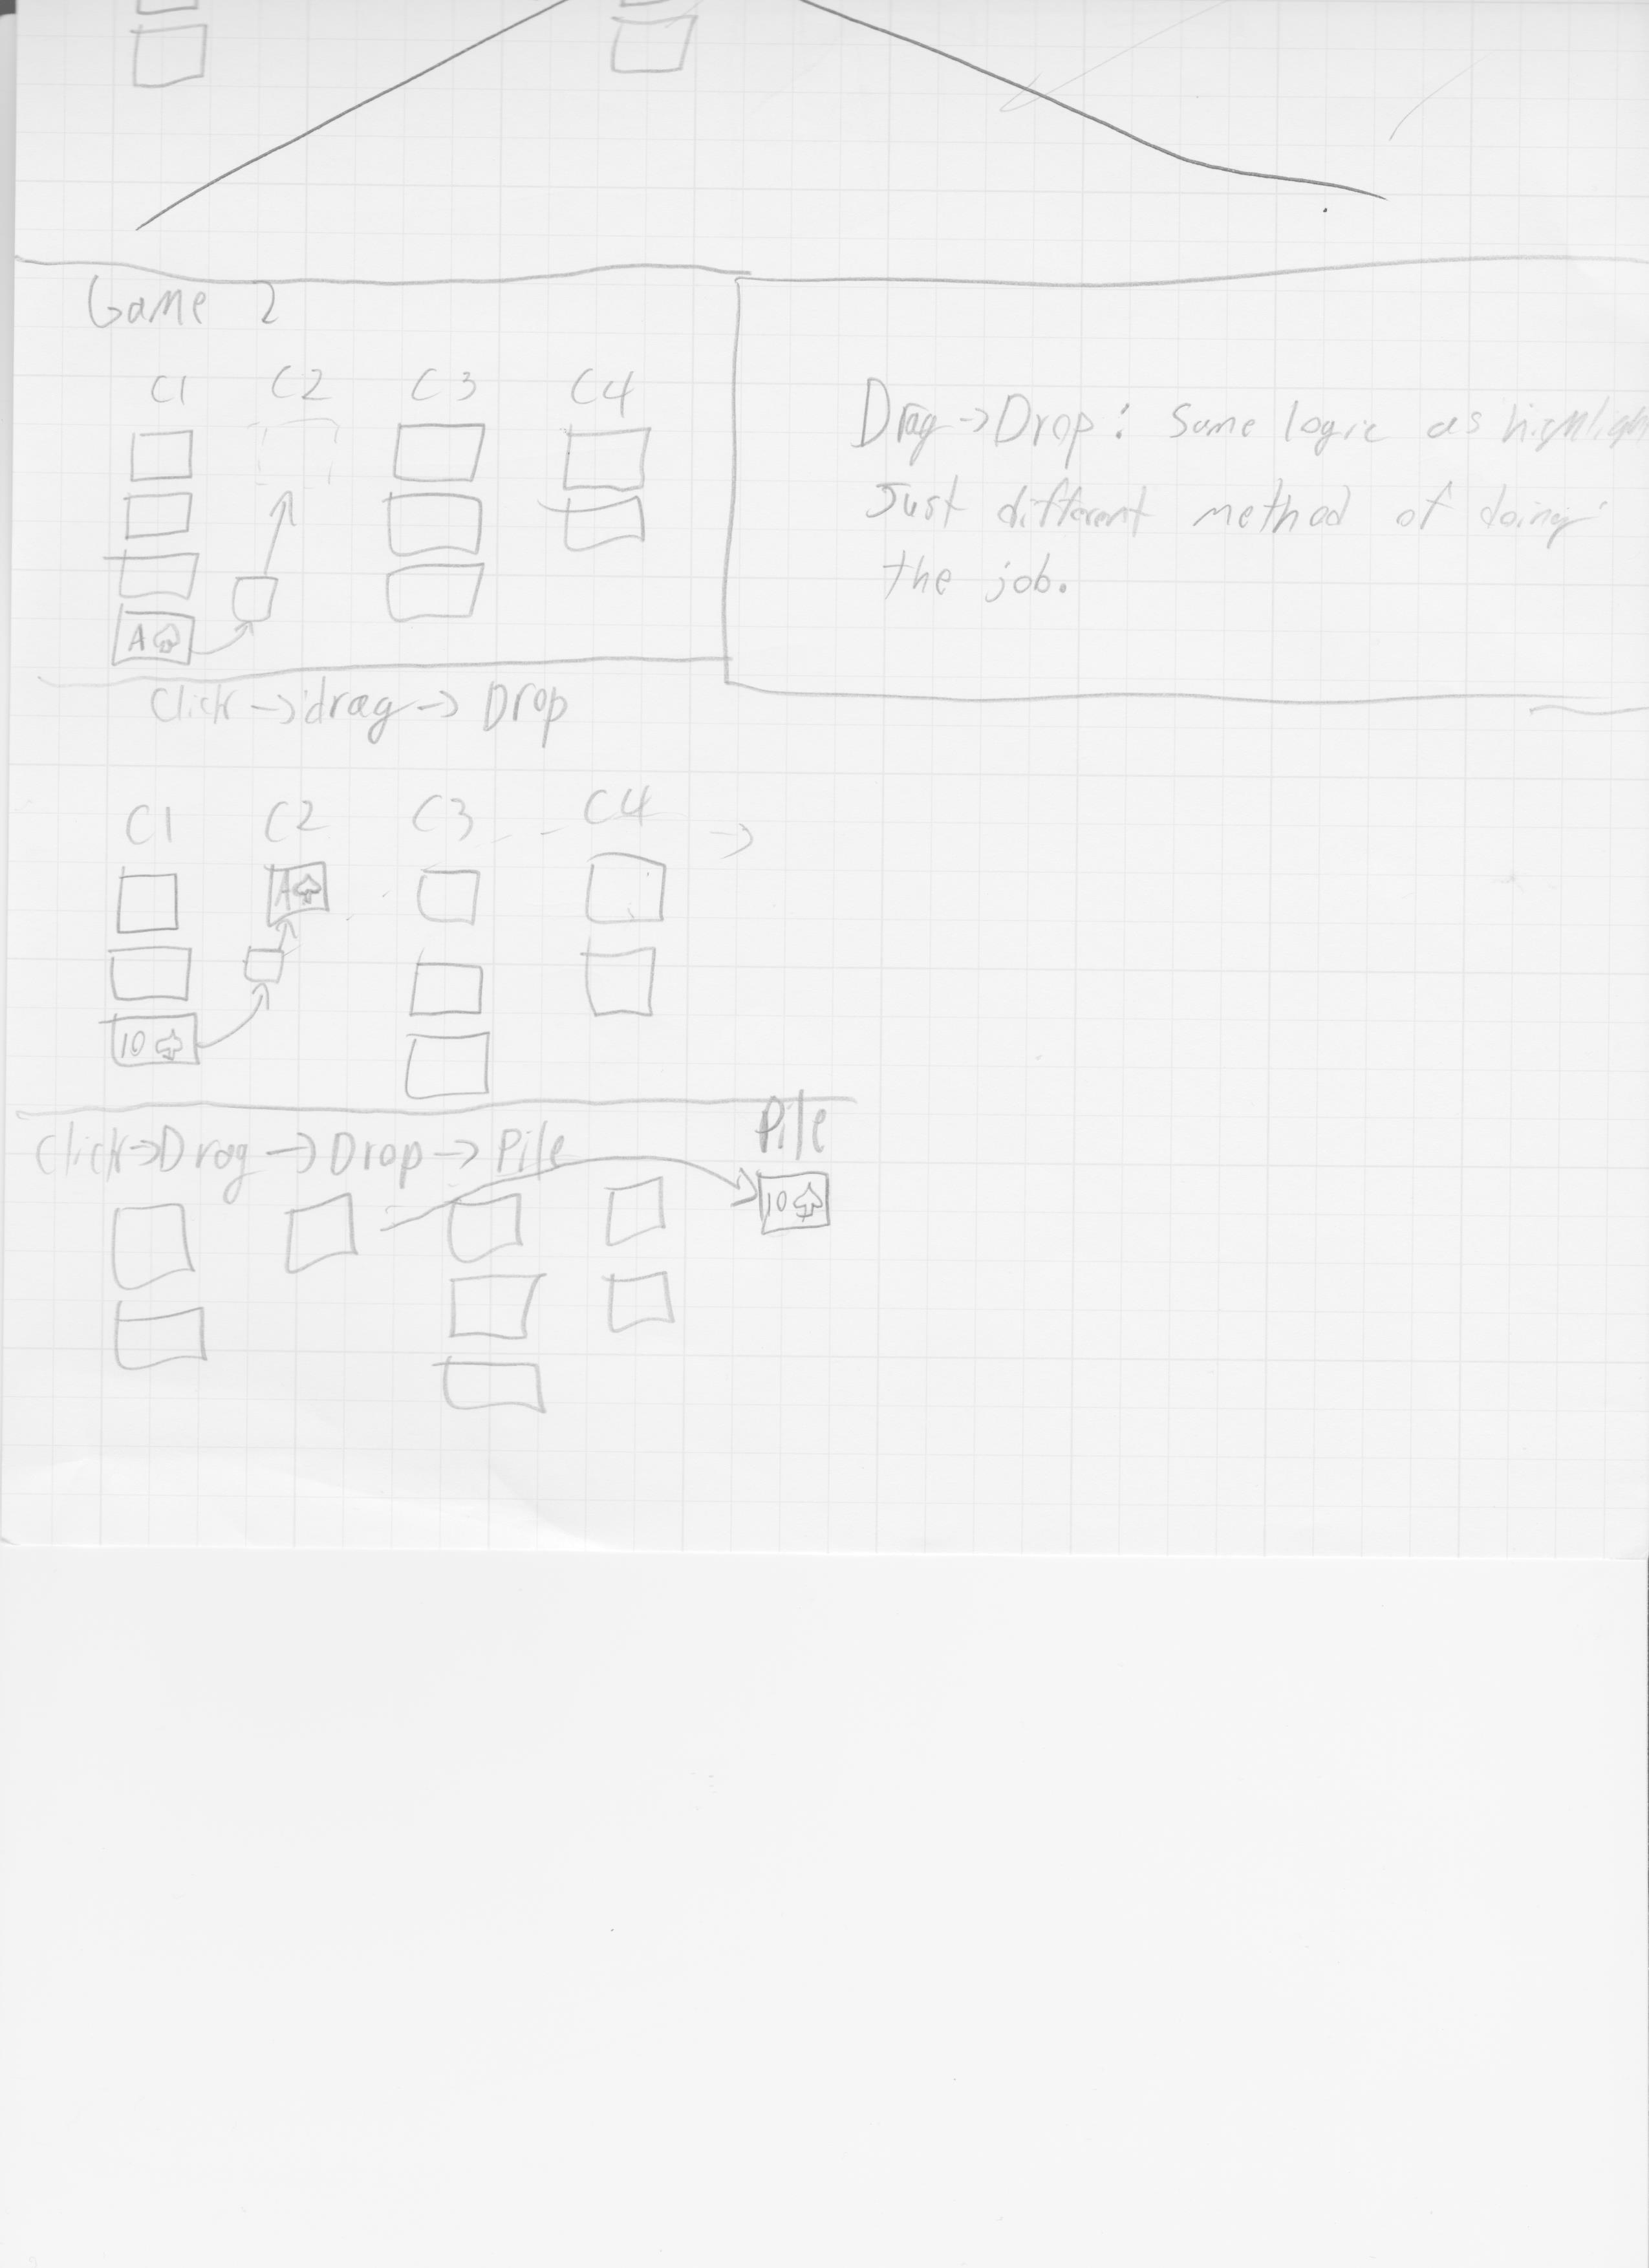 Game 2
C1 C2 C3 C4
A♤
Drag → Drop: Same logic as highligh
Just different method of doing
the job.
Click → drag → Drop
C1 C2 C3 C4 →
A♤
10♤
Click → Drag → Drop → Pile
Pile
10♤